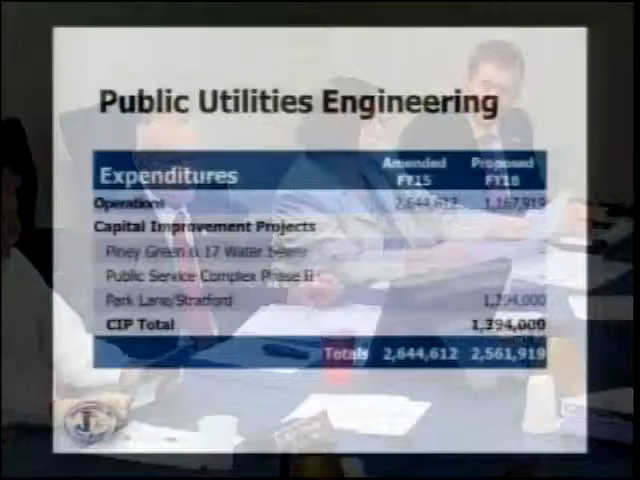 Public Utilities Engineering
Expenditures Amended FY15 Proposed FY16
Operations 2,644,612 1,167,919
Capital Improvement Projects
Piney Green & 17 Water Sewer
Public Service Complex Phase II
Park Lane/Stratford 1,394,000
CIP Total 1,394,000
Totals 2,644,612 2,561,919